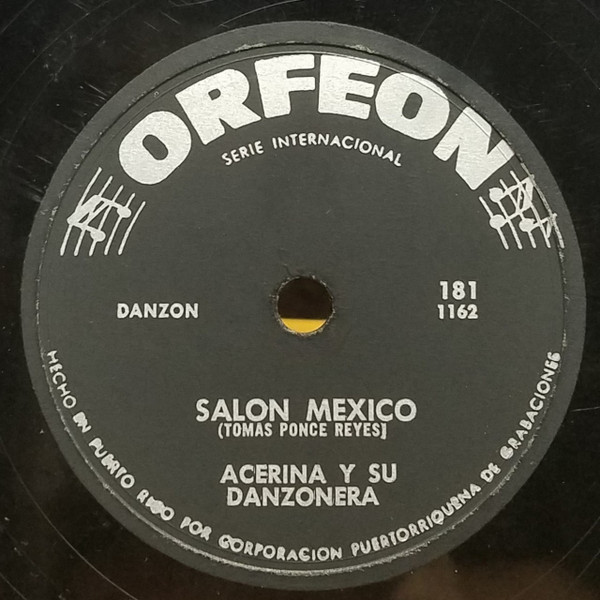 ORFEON
SERIE INTERNACIONAL
DANZON
181
1162
SALON MEXICO
(TOMAS PONCE REYES]
ACERINA Y SU
DANZONERA
HECHO EN PUERTO RICO POR CORPORACION PUERTORRIQUENA DE GRABACIONES